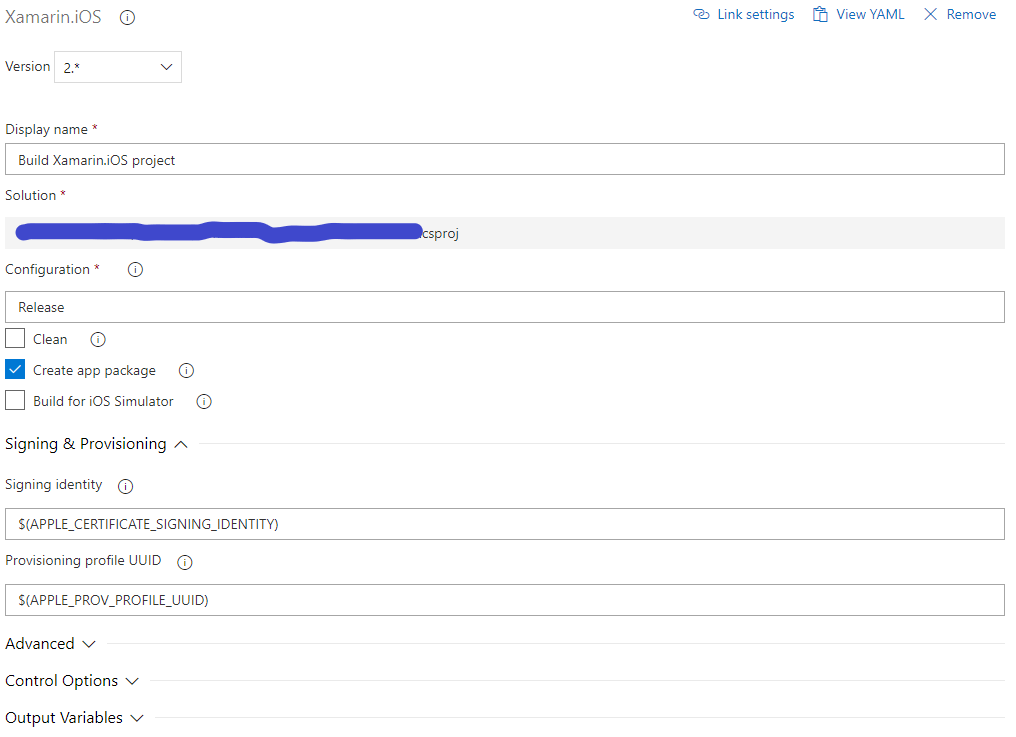 Xamarin.iOS
Link settings
View YAML
Remove
Version 2.*
Display name *
Build Xamarin.iOS project
Solution *
csproj
Configuration *
Release
Clean
Create app package
Build for iOS Simulator
Signing & Provisioning
Signing identity
$(APPLE_CERTIFICATE_SIGNING_IDENTITY)
Provisioning profile UUID
$(APPLE_PROV_PROFILE_UUID)
Advanced
Control Options
Output Variables